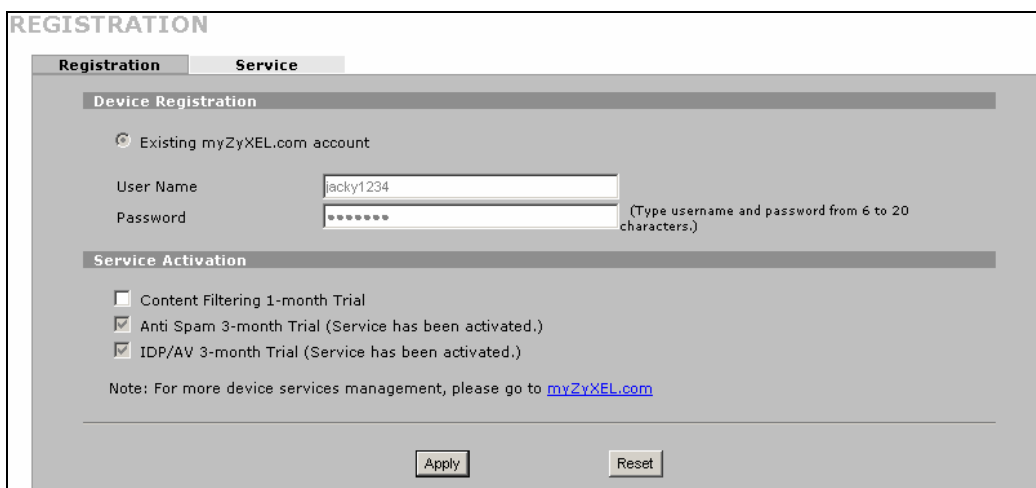 REGISTRATION
Registration Service
Device Registration
Existing myZyXEL.com account
User Name jacky1234
Password ••••••• (Type username and password from 6 to 20
characters.)
Service Activation
Content Filtering 1-month Trial
Anti Spam 3-month Trial (Service has been activated.)
IDP/AV 3-month Trial (Service has been activated.)
Note: For more device services management, please go to myZyXEL.com
Apply Reset